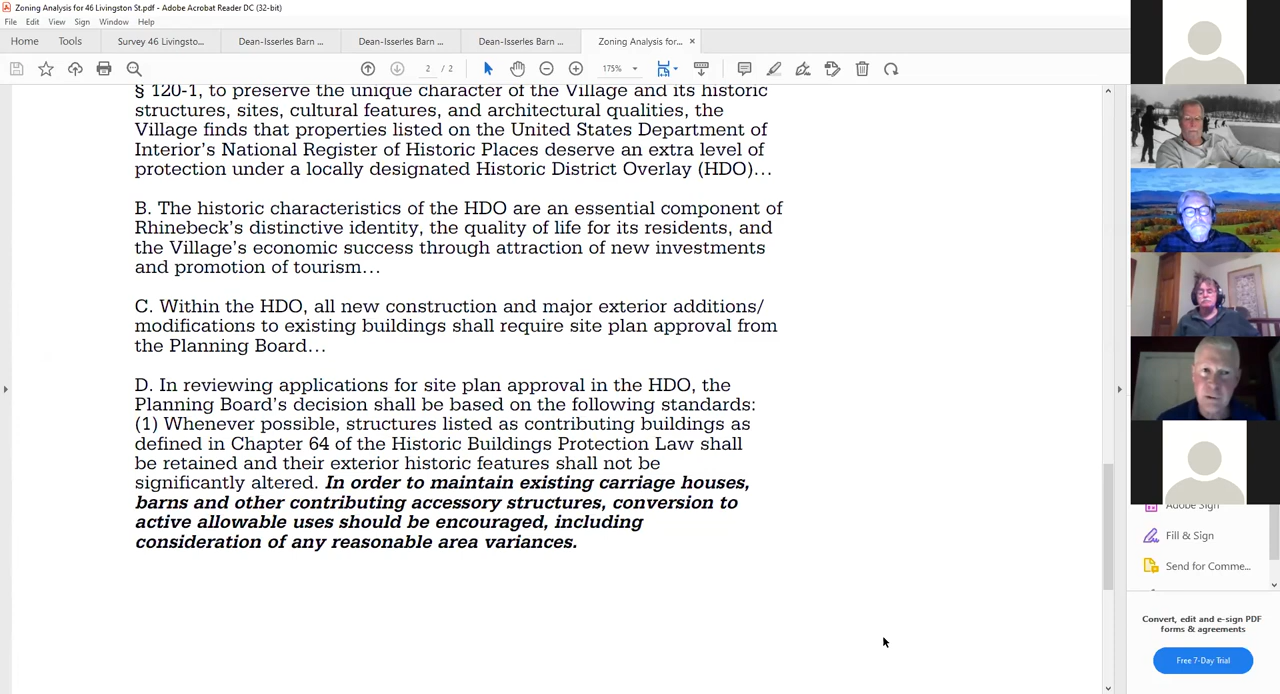 Zoning Analysis for 46 Livingston St.pdf - Adobe Acrobat Reader DC (32-bit)
File Edit View Sign Window Help
Home Tools Survey 46 Livingsto... Dean-Isserles Barn ... Dean-Isserles Barn ... Dean-Isserles Barn ... Zoning Analysis for... ×
2 / 2 175%
§ 120-1, to preserve the unique character of the Village and its historic
structures, sites, cultural features, and architectural qualities, the
Village finds that properties listed on the United States Department of
Interior's National Register of Historic Places deserve an extra level of
protection under a locally designated Historic District Overlay (HDO)...
B. The historic characteristics of the HDO are an essential component of
Rhinebeck's distinctive identity, the quality of life for its residents, and
the Village's economic success through attraction of new investments
and promotion of tourism...
C. Within the HDO, all new construction and major exterior additions/
modifications to existing buildings shall require site plan approval from
the Planning Board...
D. In reviewing applications for site plan approval in the HDO, the
Planning Board's decision shall be based on the following standards:
(1) Whenever possible, structures listed as contributing buildings as
defined in Chapter 64 of the Historic Buildings Protection Law shall
be retained and their exterior historic features shall not be
significantly altered. In order to maintain existing carriage houses,
barns and other contributing accessory structures, conversion to
active allowable uses should be encouraged, including
consideration of any reasonable area variances.
Adobe Sign
Fill & Sign
Send for Comme...
Convert, edit and e-sign PDF
forms & agreements
Free 7-Day Trial